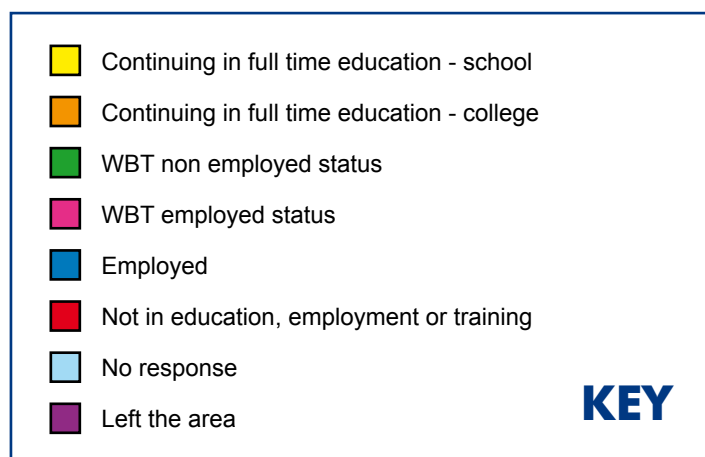 Continuing in full time education - school
Continuing in full time education - college
WBT non employed status
WBT employed status
Employed
Not in education, employment or training
No response
Left the area
KEY